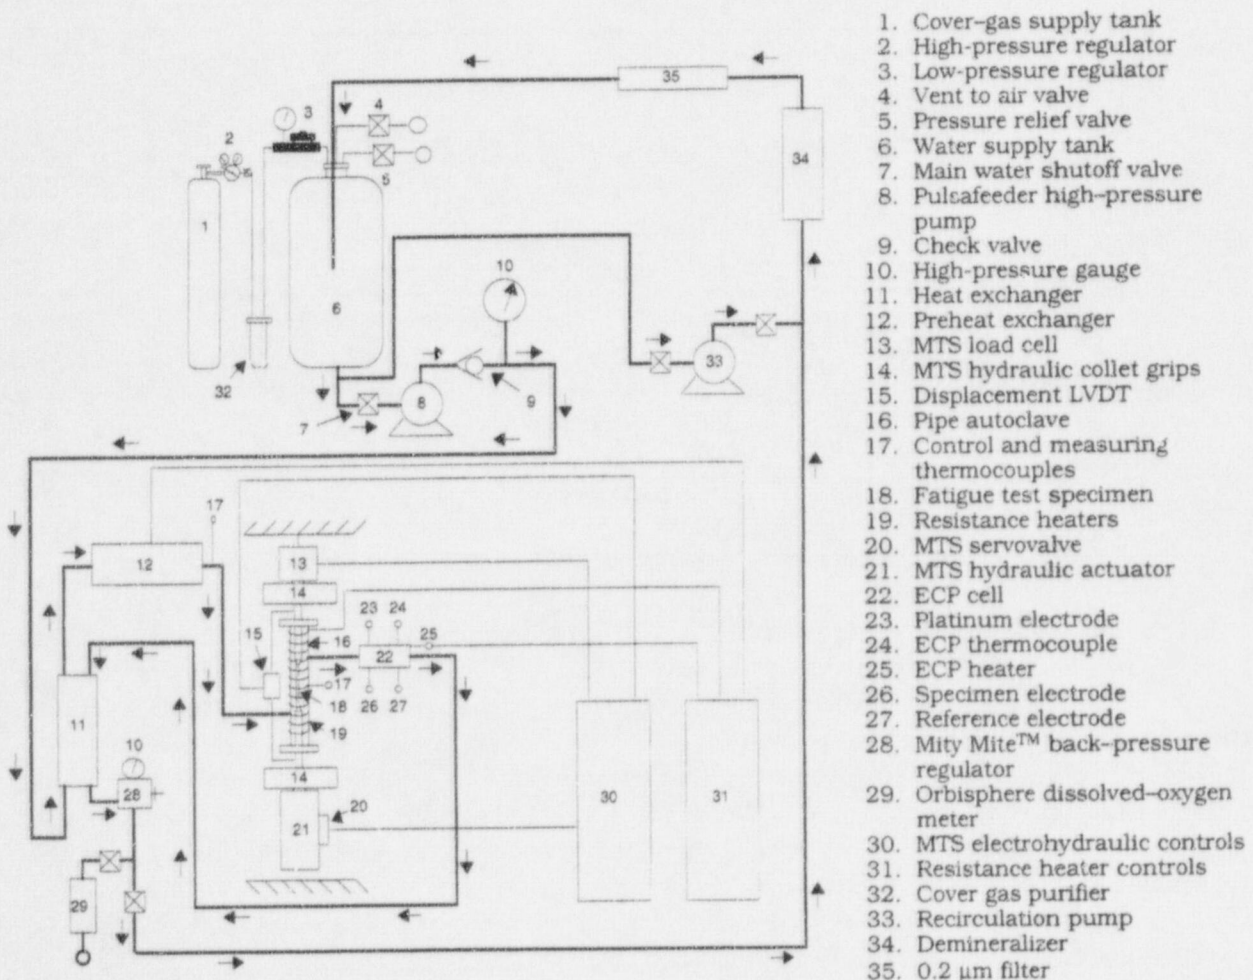 1. Cover-gas supply tank
2. High-pressure regulator
3. Low-pressure regulator
4. Vent to air valve
5. Pressure relief valve
6. Water supply tank
7. Main water shutoff valve
8. Pulsafeeder high-pressure
pump
9. Check valve
10. High-pressure gauge
11. Heat exchanger
12. Preheat exchanger
13. MTS load cell
14. MTS hydraulic collet grips
15. Displacement LVDT
16. Pipe autoclave
17. Control and measuring
thermocouples
18. Fatigue test specimen
19. Resistance heaters
20. MTS servovalve
21. MTS hydraulic actuator
22. ECP cell
23. Platinum electrode
24. ECP thermocouple
25. ECP heater
26. Specimen electrode
27. Reference electrode
28. Mity Mite™ back-pressure
regulator
29. Orbisphere dissolved-oxygen
meter
30. MTS electrohydraulic controls
31. Resistance heater controls
32. Cover gas purifier
33. Recirculation pump
34. Demineralizer
35. 0.2 μm filter
35
4
3
2
34
5
1
10
6
33
32
8
9
7
17
12
13
14
23
24
15
16
25
22
17
11
18
26
27
19
10
14
28
20
30
31
21
29